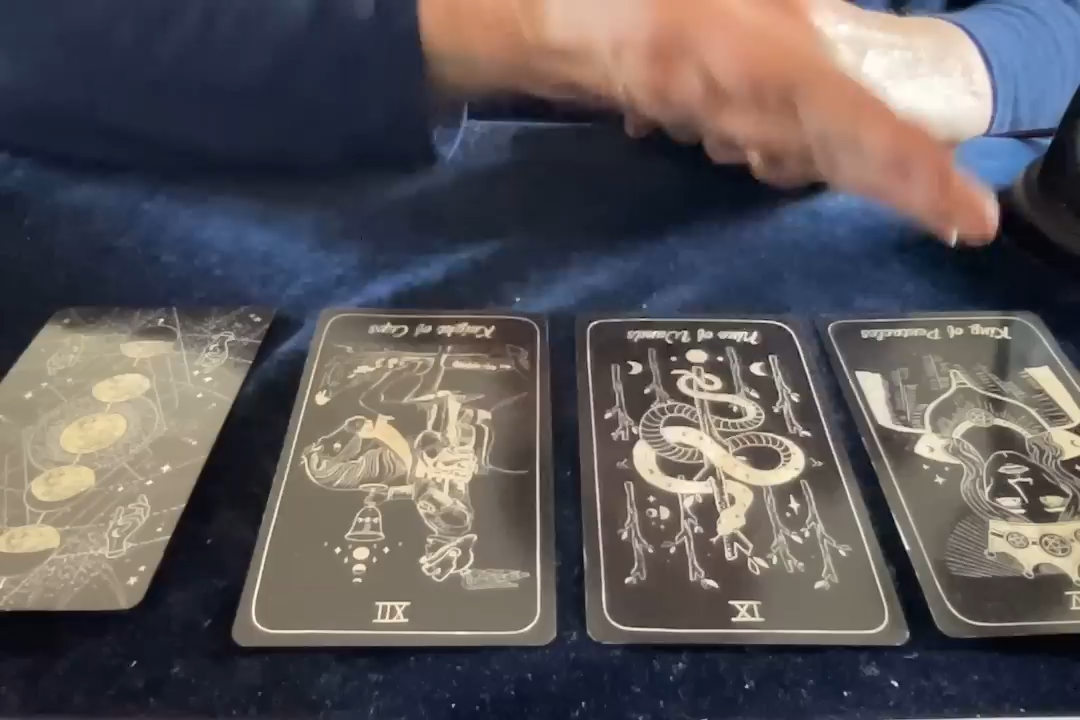 Knight of Cups
XII
Nine of Wands
IX
King of Pentacles